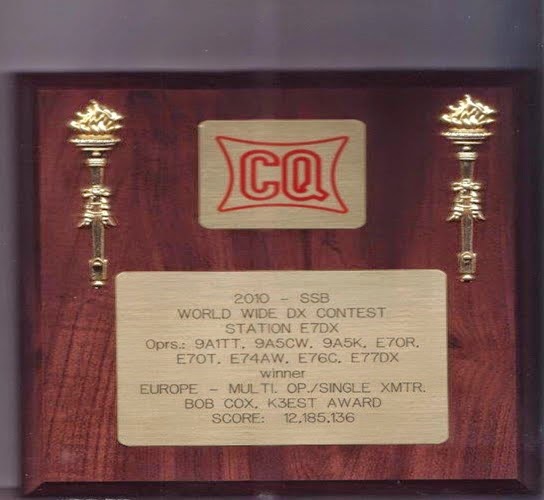 CQ
2010 - SSB
WORLD WIDE DX CONTEST
STATION E7DX
Oprs.: 9A1TT, 9A5CW, 9A5K, E70R,
E70T, E74AW, E76C, E77DX
winner
EUROPE - MULTI. OP./SINGLE XMTR.
BOB COX, K3EST AWARD
SCORE: 12,185,136